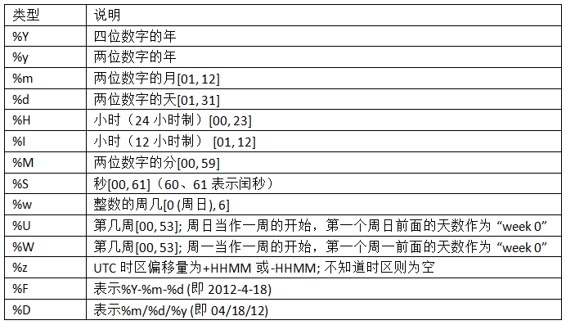 类型 说明
%Y 四位数字的年
%y 两位数字的年
%m 两位数字的月[01, 12]
%d 两位数字的天[01, 31]
%H 小时（24 小时制）[00, 23]
%I 小时（12 小时制） [01, 12]
%M 两位数字的分[00, 59]
%S 秒[00, 61]（60、61 表示闰秒）
%w 整数的周几[0 (周日), 6]
%U 第几周[00, 53]; 周日当作一周的开始，第一个周日前面的天数作为 “week 0”
%W 第几周[00, 53]; 周一当作一周的开始，第一个周一前面的天数作为 “week 0”
%z UTC 时区偏移量为+HHMM 或-HHMM; 不知道时区则为空
%F 表示%Y-%m-%d (即 2012-4-18)
%D 表示%m/%d/%y (即 04/18/12)